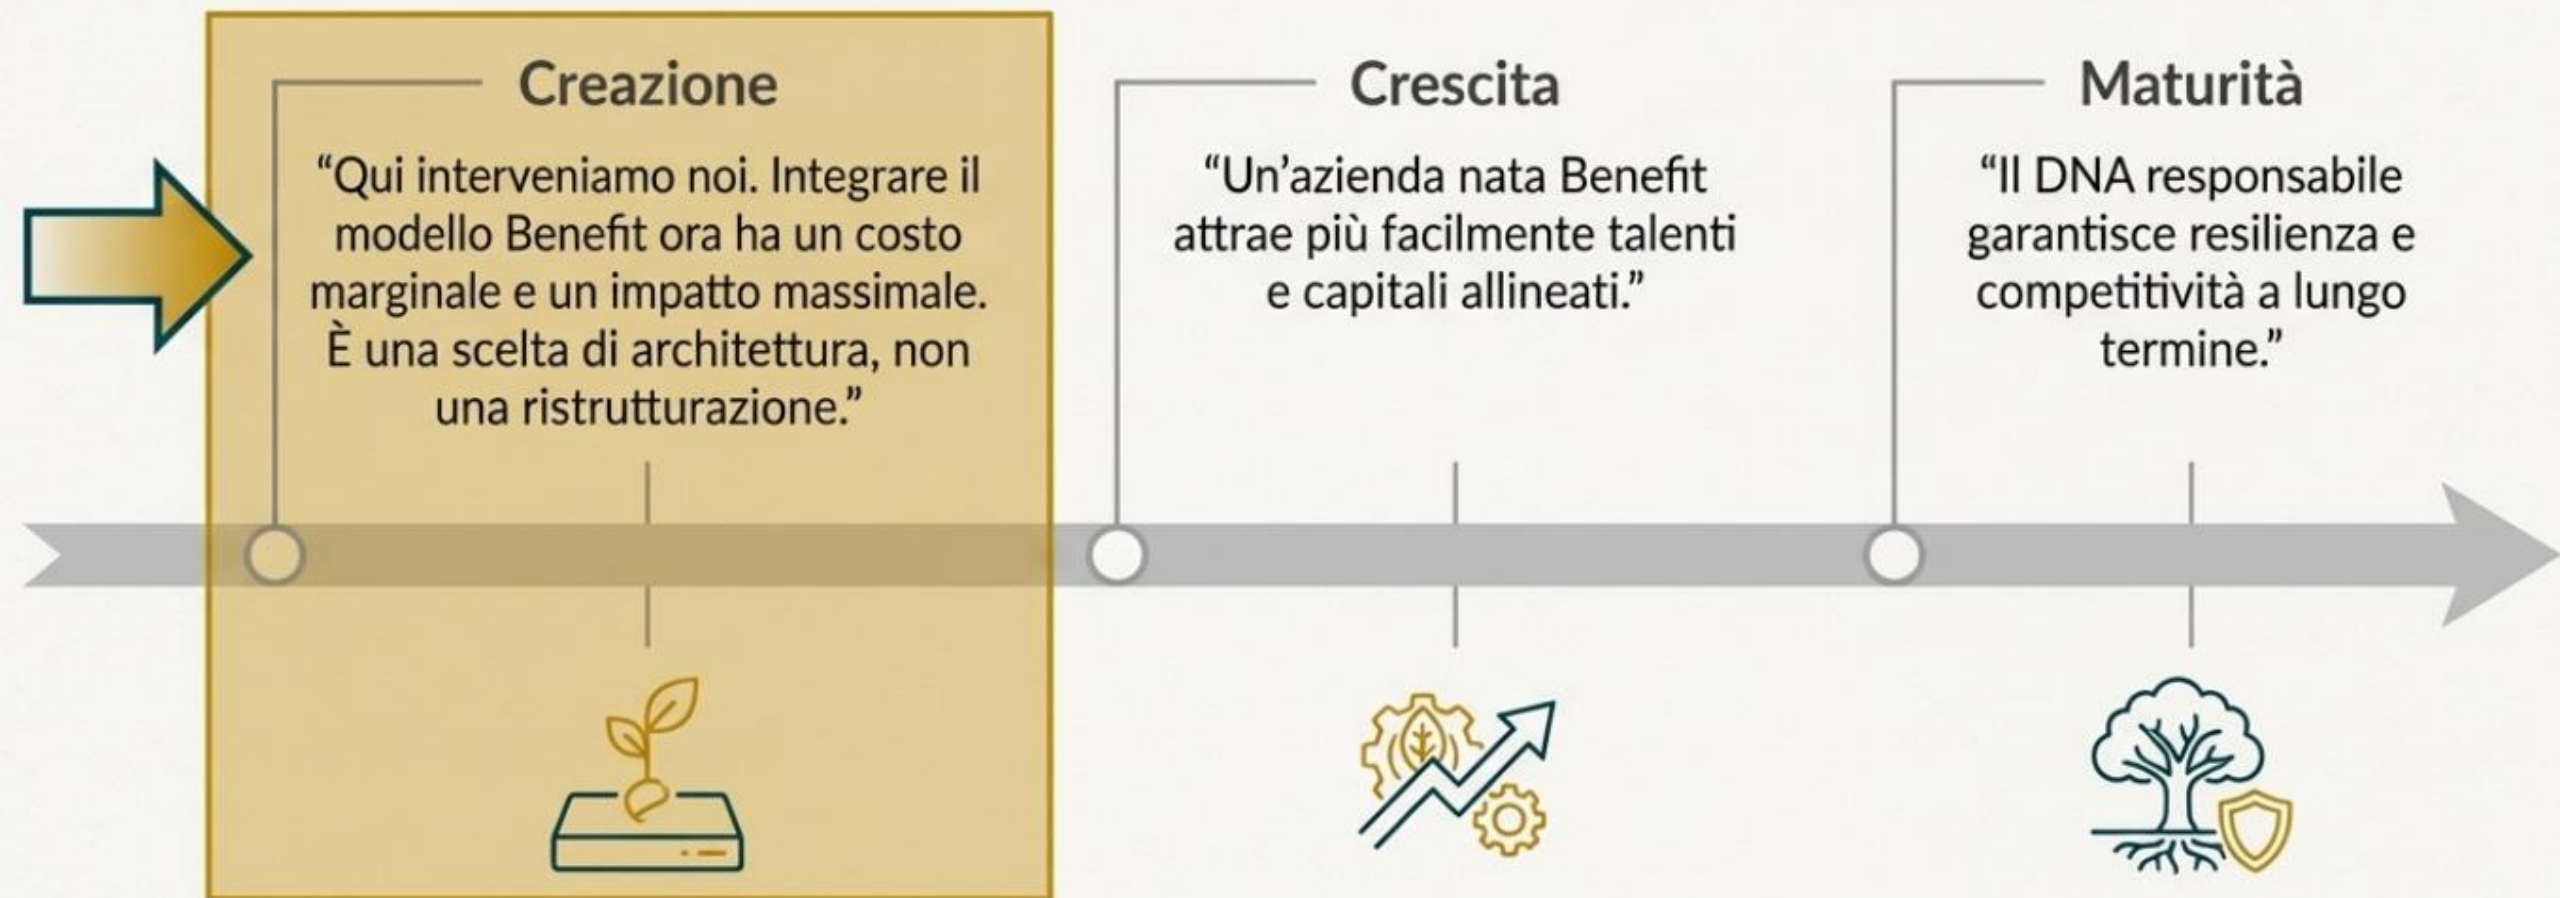 Creazione
“Qui interveniamo noi. Integrare il
modello Benefit ora ha un costo
marginale e un impatto massimale.
È una scelta di architettura, non
una ristrutturazione.”
Crescita
“Un’azienda nata Benefit
attrae più facilmente talenti
e capitali allineati.”
Maturità
“Il DNA responsabile
garantisce resilienza e
competitività a lungo
termine.”